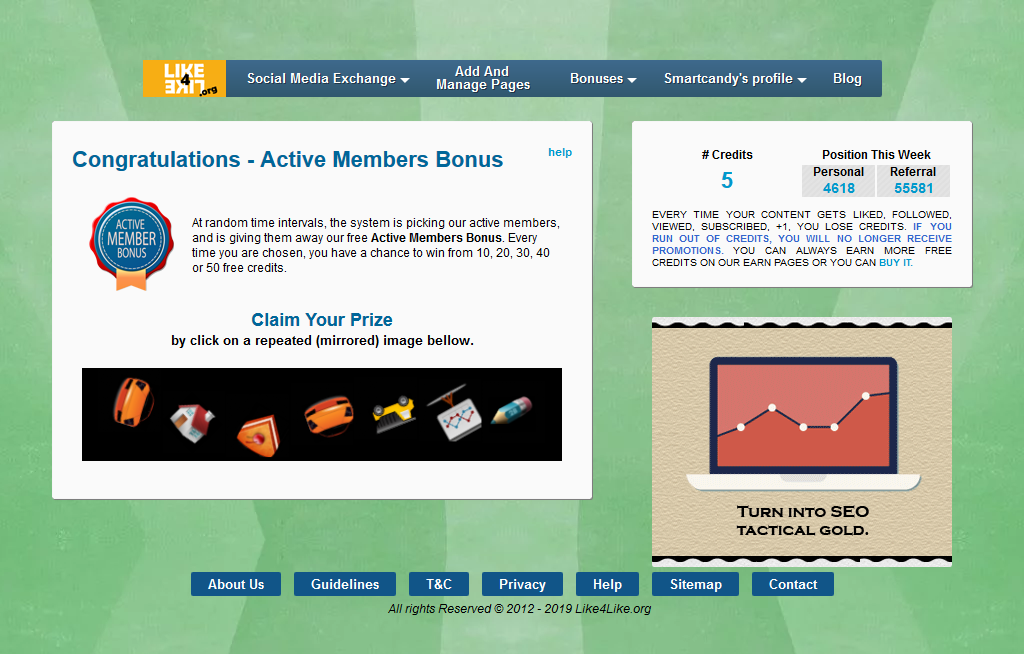 LIKE
4
LIKE
.org
Social Media Exchange
Add And
Manage Pages
Bonuses
Smartcandy's profile
Blog
Congratulations - Active Members Bonus
help
ACTIVE
MEMBER
BONUS
At random time intervals, the system is picking our active members,
and is giving them away our free Active Members Bonus. Every
time you are chosen, you have a chance to win from 10, 20, 30, 40
or 50 free credits.
Claim Your Prize
by click on a repeated (mirrored) image bellow.
# Credits
5
Position This Week
Personal
4618
Referral
55581
EVERY TIME YOUR CONTENT GETS LIKED, FOLLOWED,
VIEWED, SUBSCRIBED, +1, YOU LOSE CREDITS. IF YOU
RUN OUT OF CREDITS, YOU WILL NO LONGER RECEIVE
PROMOTIONS. YOU CAN ALWAYS EARN MORE FREE
CREDITS ON OUR EARN PAGES OR YOU CAN BUY IT.
Turn into SEO
tactical gold.
About Us
Guidelines
T&C
Privacy
Help
Sitemap
Contact
All rights Reserved © 2012 - 2019 Like4Like.org